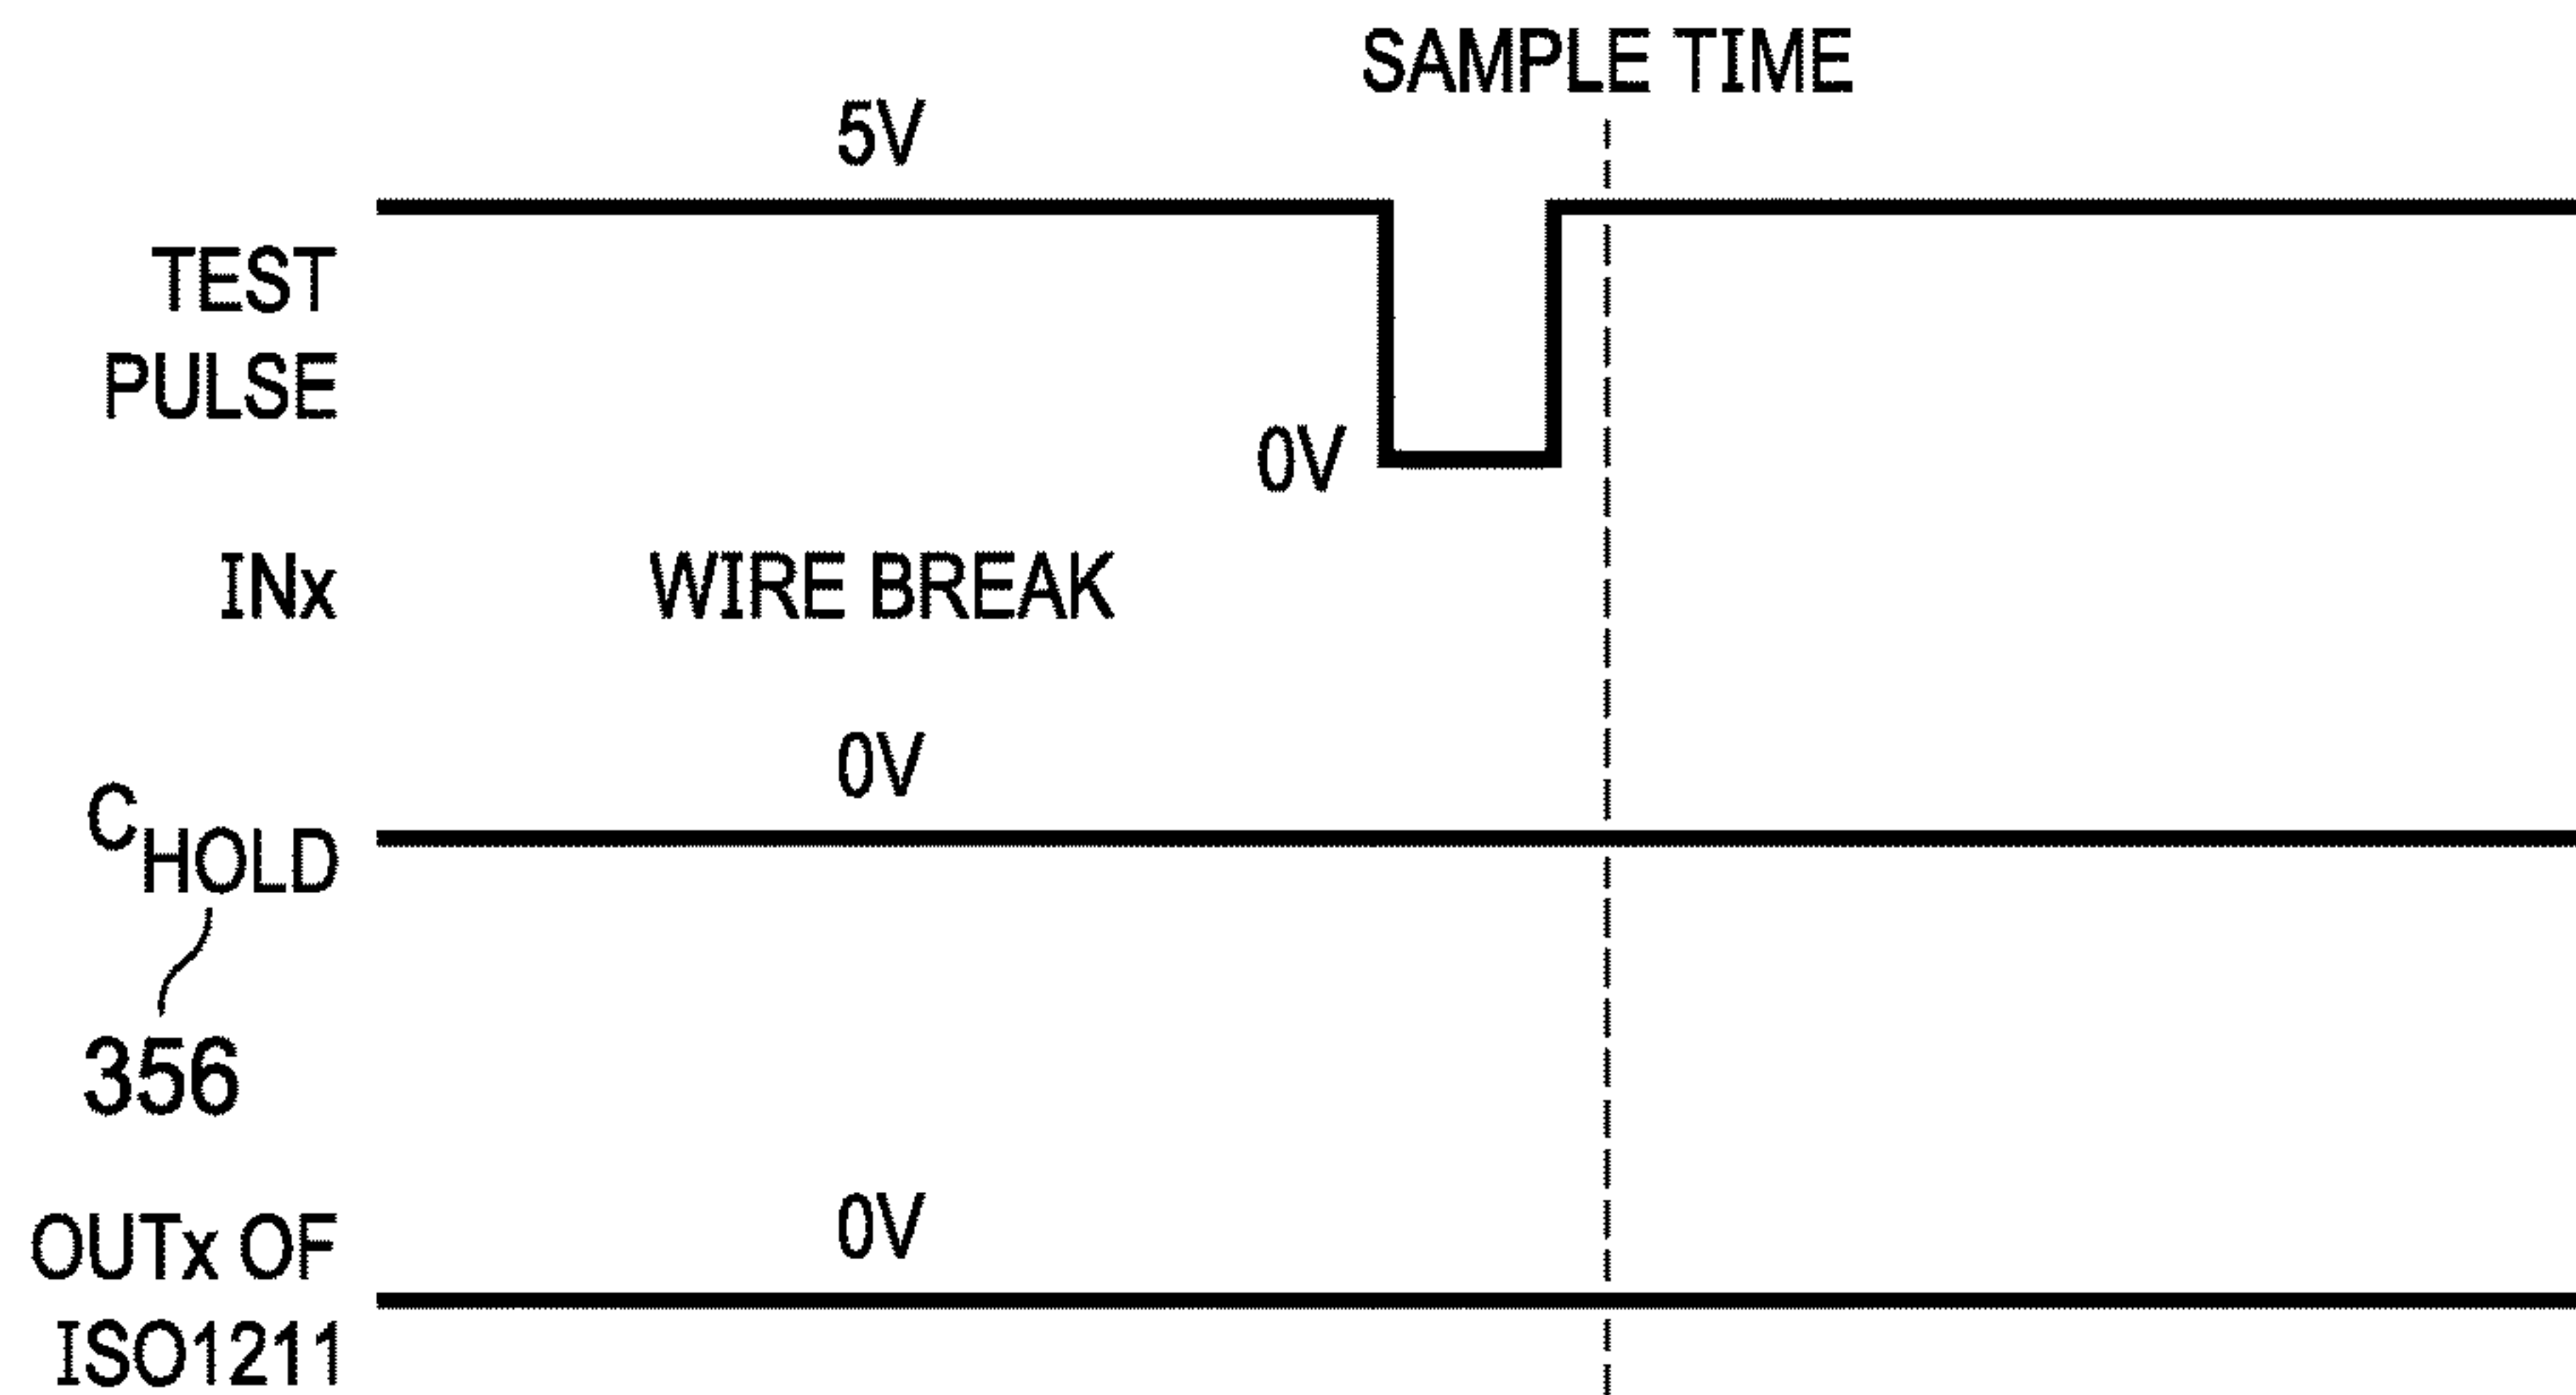 SAMPLE TIME
5V
TEST
PULSE
0V
INx
WIRE BREAK
0V
CHOLD
356
0V
OUTx OF
ISO1211